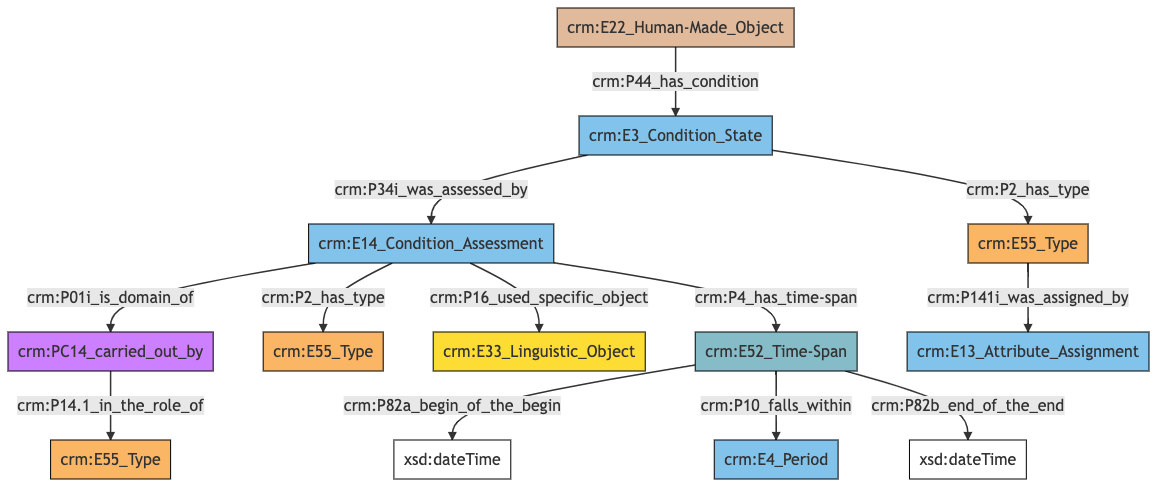 crm:E22_Human-Made_Object
crm:P44_has_condition
crm:E3_Condition_State
crm:P34i_was_assessed_by
crm:P2_has_type
crm:E14_Condition_Assessment
crm:E55_Type
crm:P01i_is_domain_of
crm:P2_has_type
crm:P16_used_specific_object
crm:P4_has_time-span
crm:P141i_was_assigned_by
crm:PC14_carried_out_by
crm:E55_Type
crm:E33_Linguistic_Object
crm:E52_Time-Span
crm:E13_Attribute_Assignment
crm:P14.1_in_the_role_of
crm:P82a_begin_of_the_begin
crm:P10_falls_within
crm:P82b_end_of_the_end
crm:E55_Type
xsd:dateTime
crm:E4_Period
xsd:dateTime